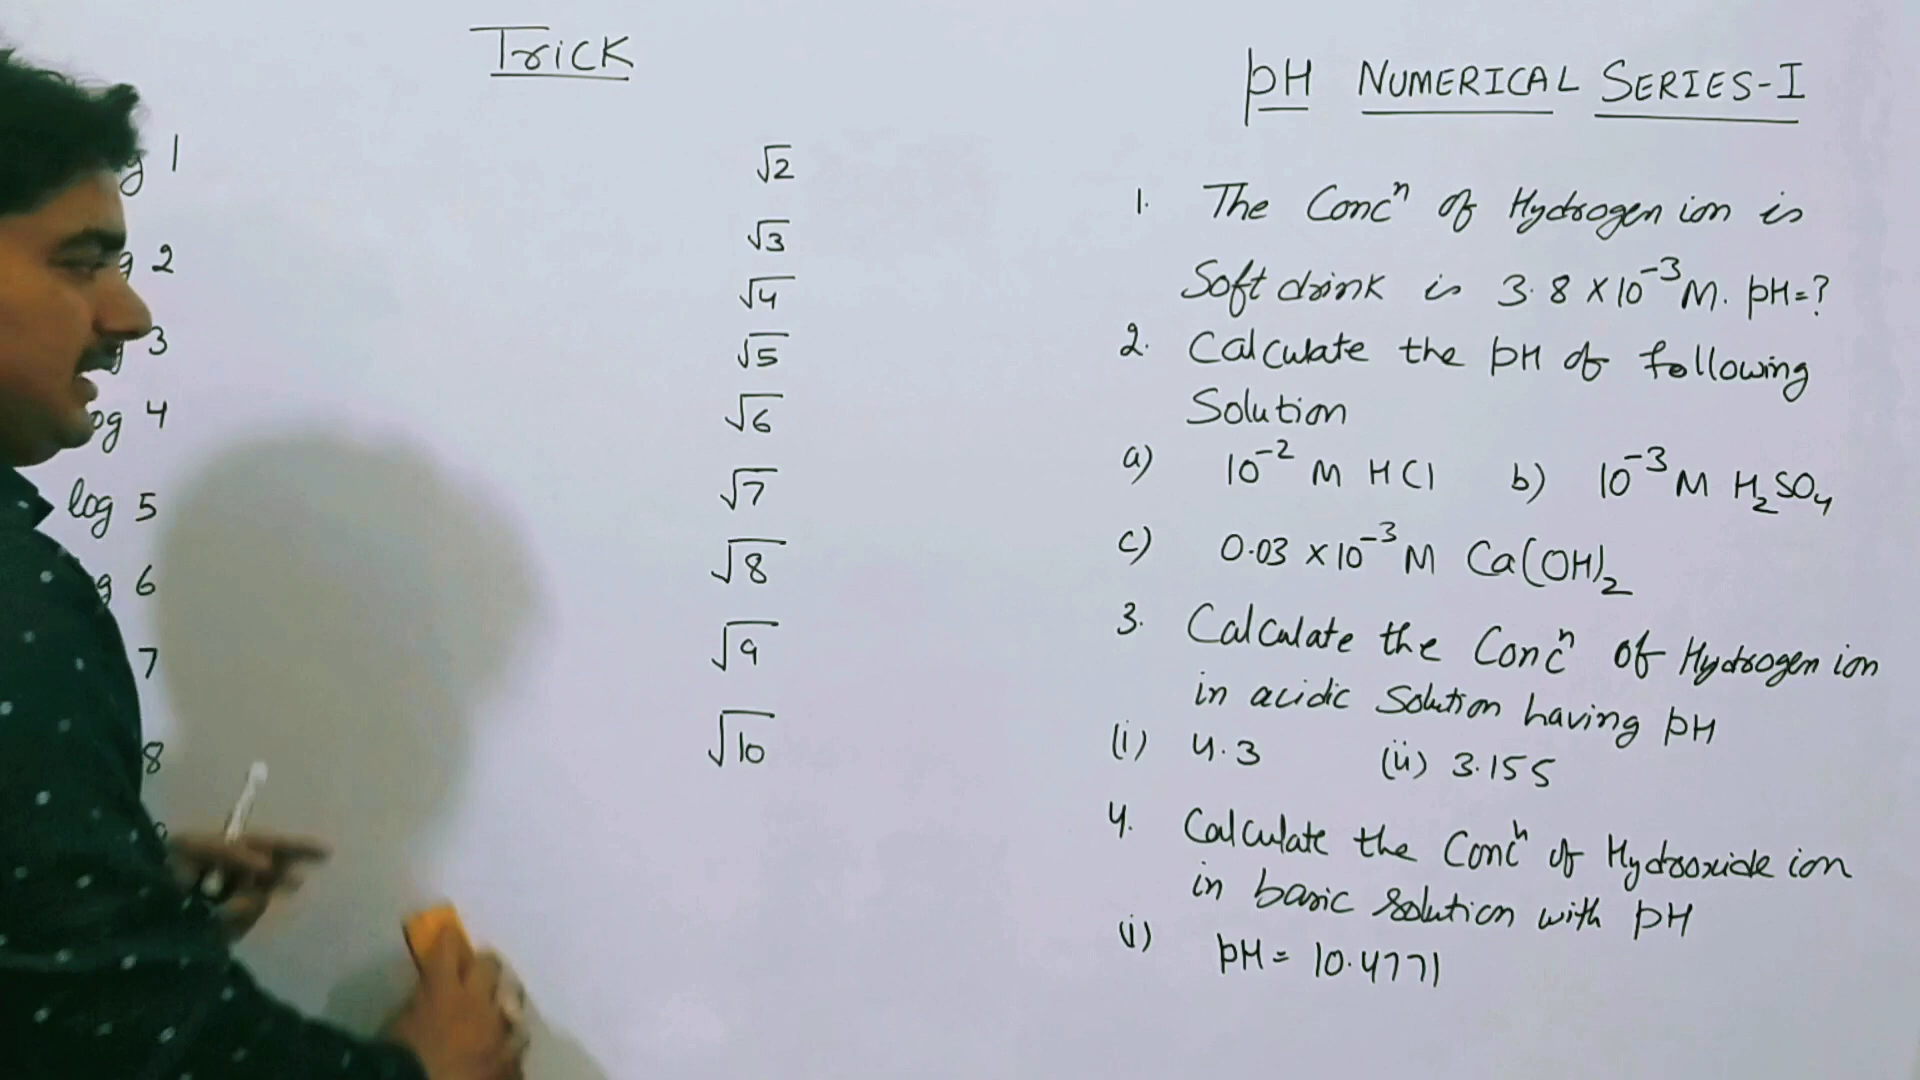 Trick
g 1
g 2
g 3
og 4
log 5
g 6
7
8
√2
√3
√4
√5
√6
√7
√8
√9
√10
pH NUMERICAL SERIES-I
1. The Concⁿ of Hydrogen ion is
Soft drink is 3.8 × 10⁻³ M. pH=?
2. Calculate the pH of following
Solution
a) 10⁻² M HCl b) 10⁻³ M H₂SO₄
c) 0.03 × 10⁻³ M Ca(OH)₂
3. Calculate the Concⁿ of Hydrogen ion
in acidic Solution having pH
(i) 4.3 (ii) 3.155
4. Calculate the Concⁿ of Hydrooxide ion
in basic Solution with pH
(i) pH = 10.4771